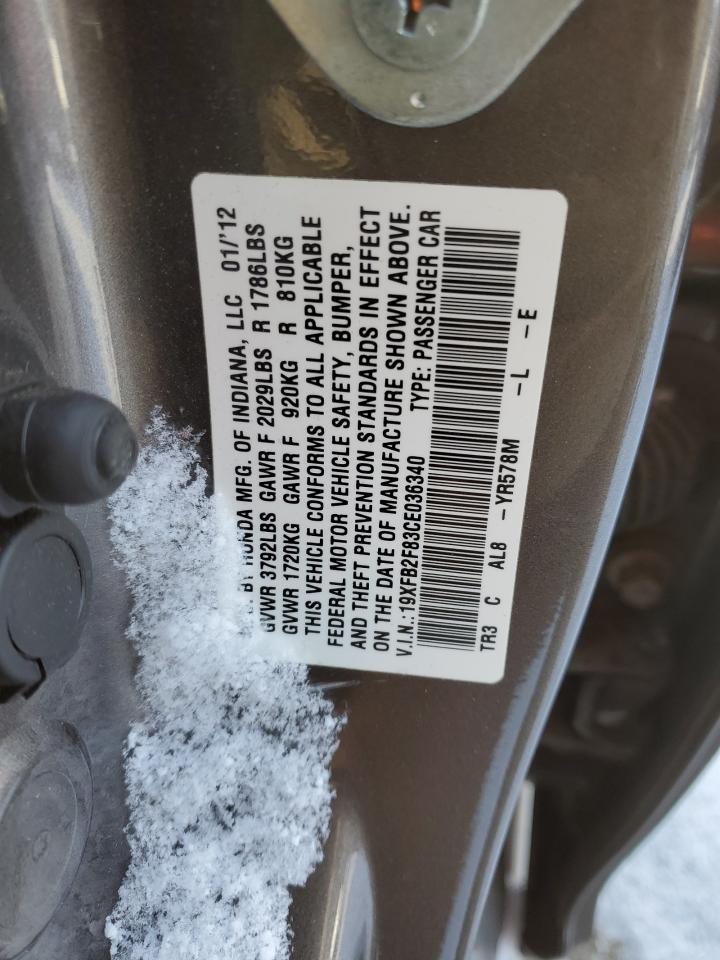 BY HONDA MFG. OF INDIANA, LLC 01/'12
GVWR 3792LBS GAWR F 2029LBS R 1786LBS
GVWR 1720KG GAWR F 920KG R 810KG
THIS VEHICLE CONFORMS TO ALL APPLICABLE
FEDERAL MOTOR VEHICLE SAFETY, BUMPER,
AND THEFT PREVENTION STANDARDS IN EFFECT
ON THE DATE OF MANUFACTURE SHOWN ABOVE.
V.I.N.:19XFB2F83CE036340 TYPE: PASSENGER CAR
TR3 C AL8 -YR578M -L -E